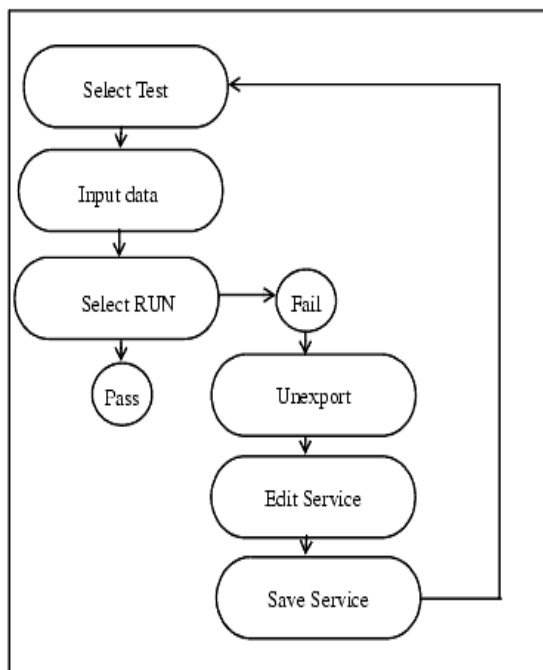 Select Test
Input data
Select RUN
Fail
Pass
Unexport
Edit Service
Save Service